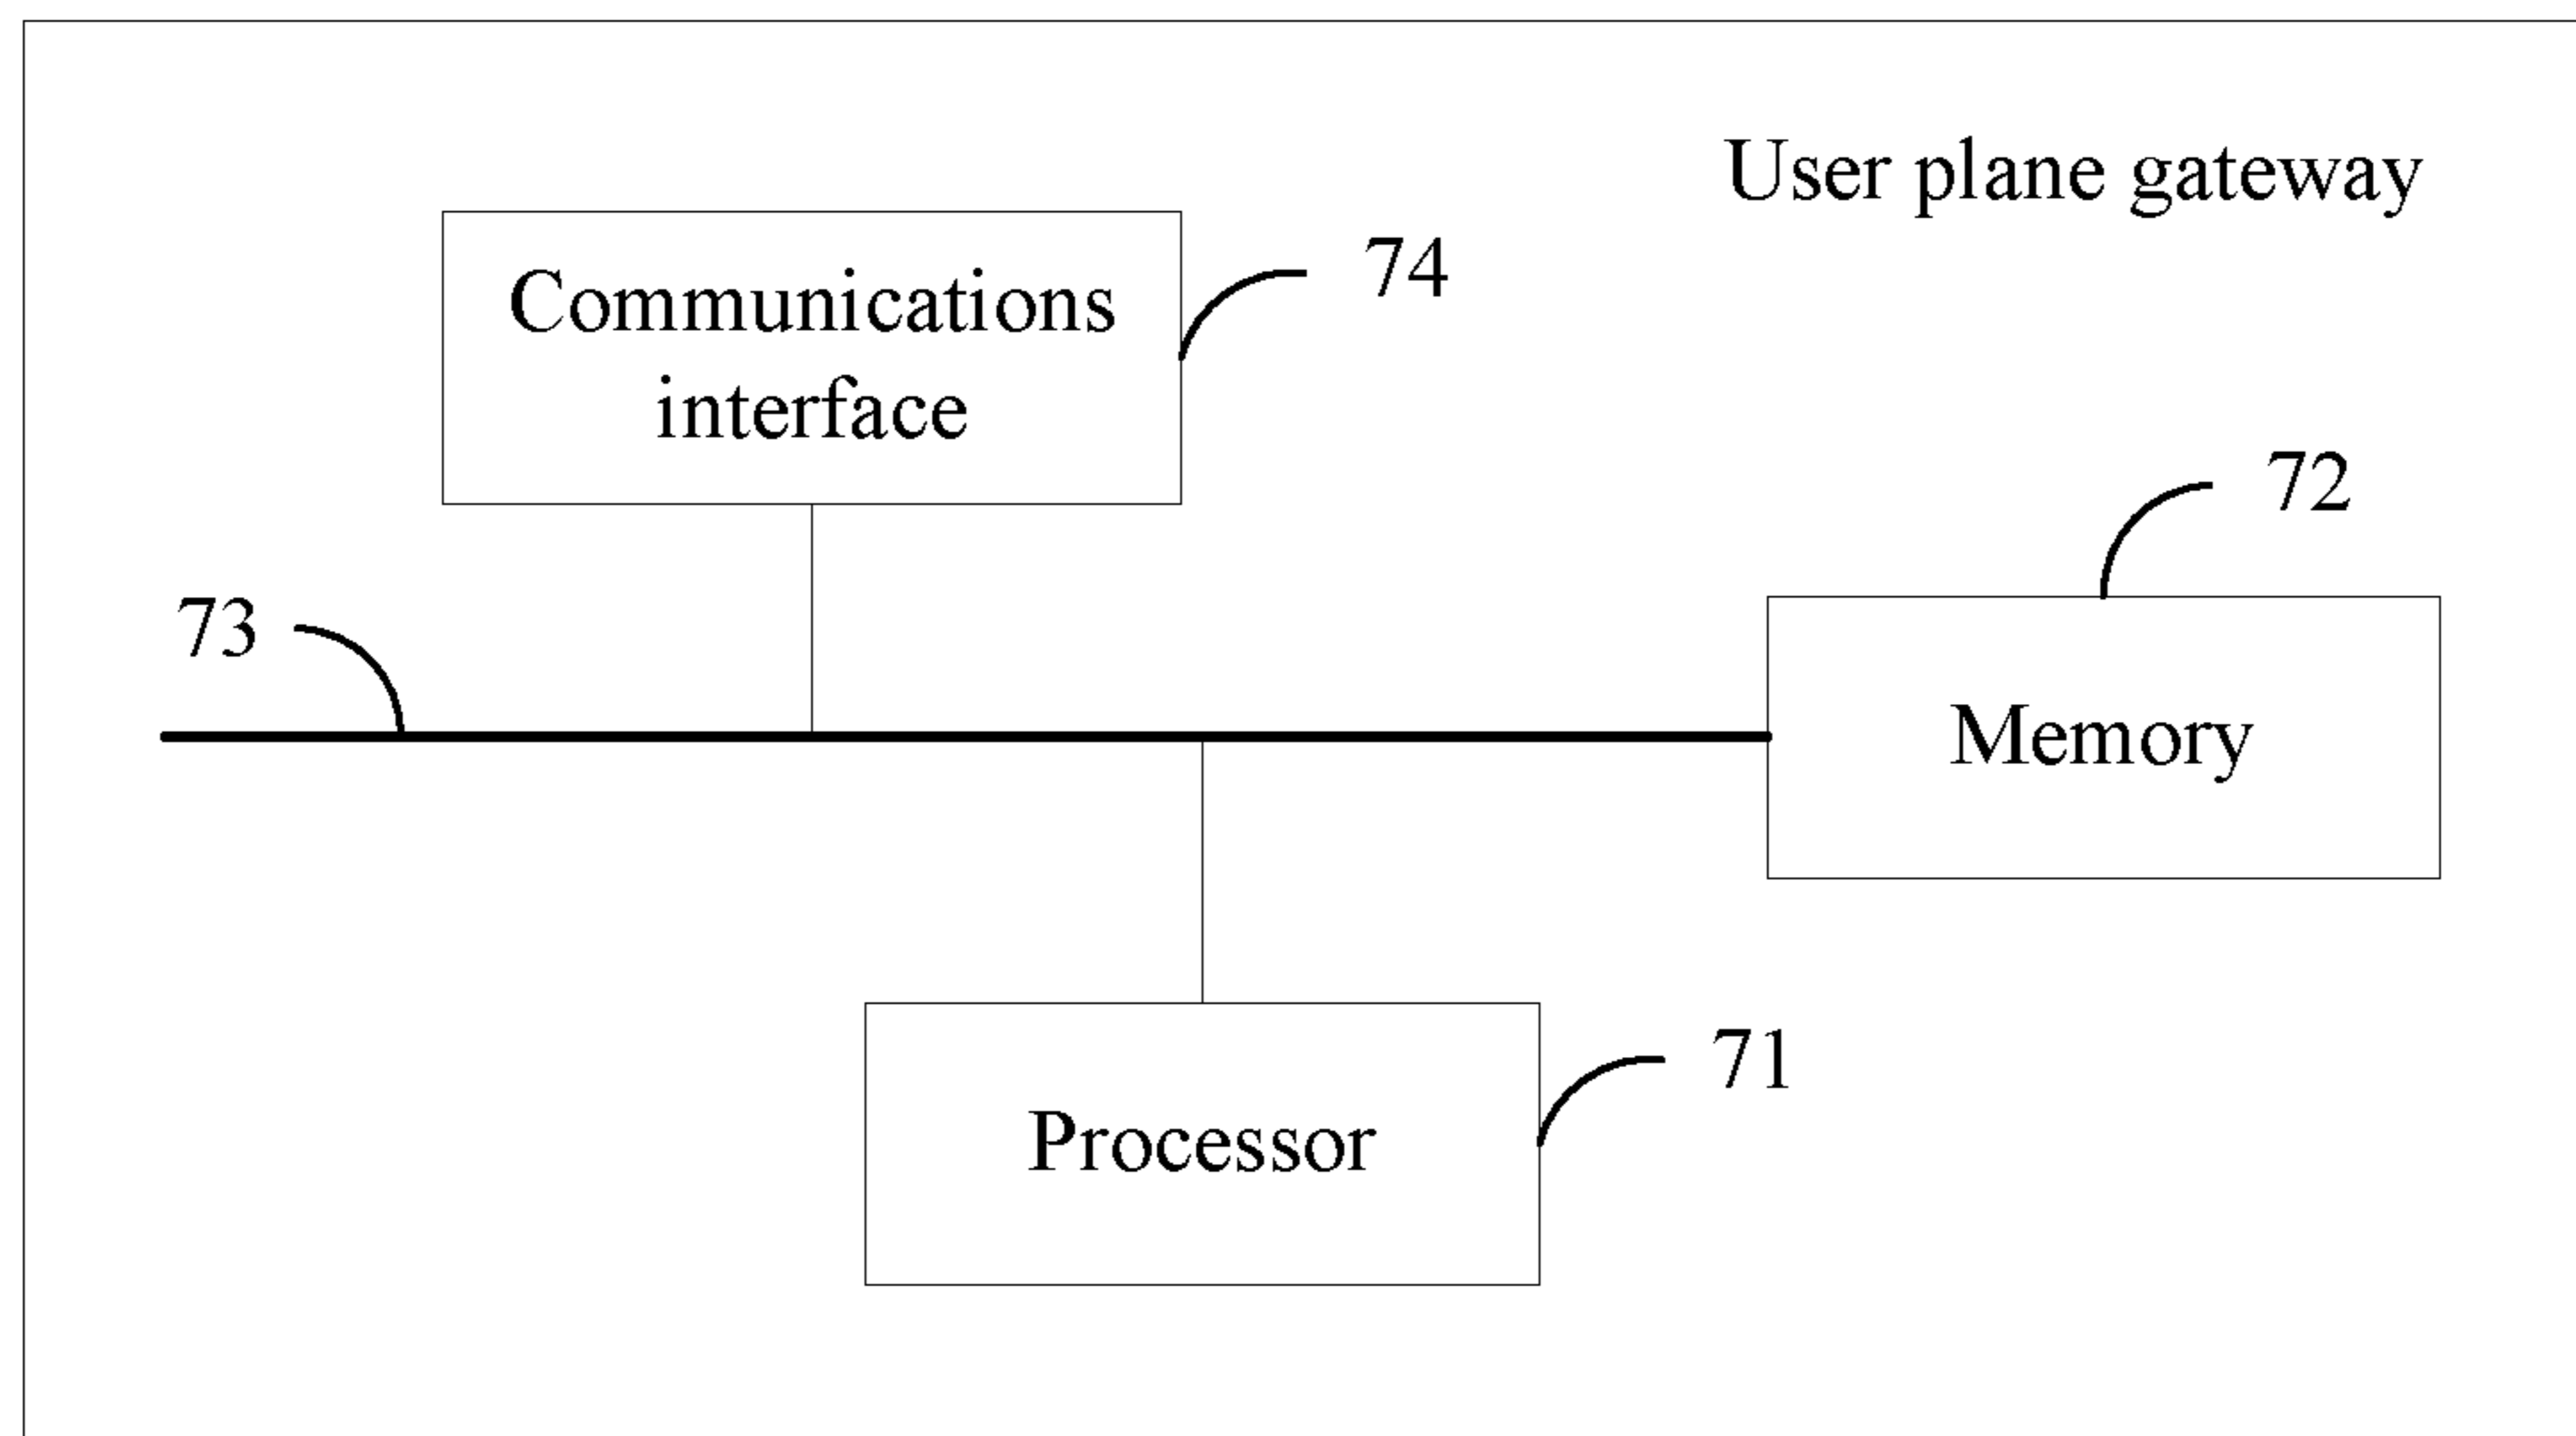 User plane gateway
Communications
interface
74
72
73
Memory
71
Processor